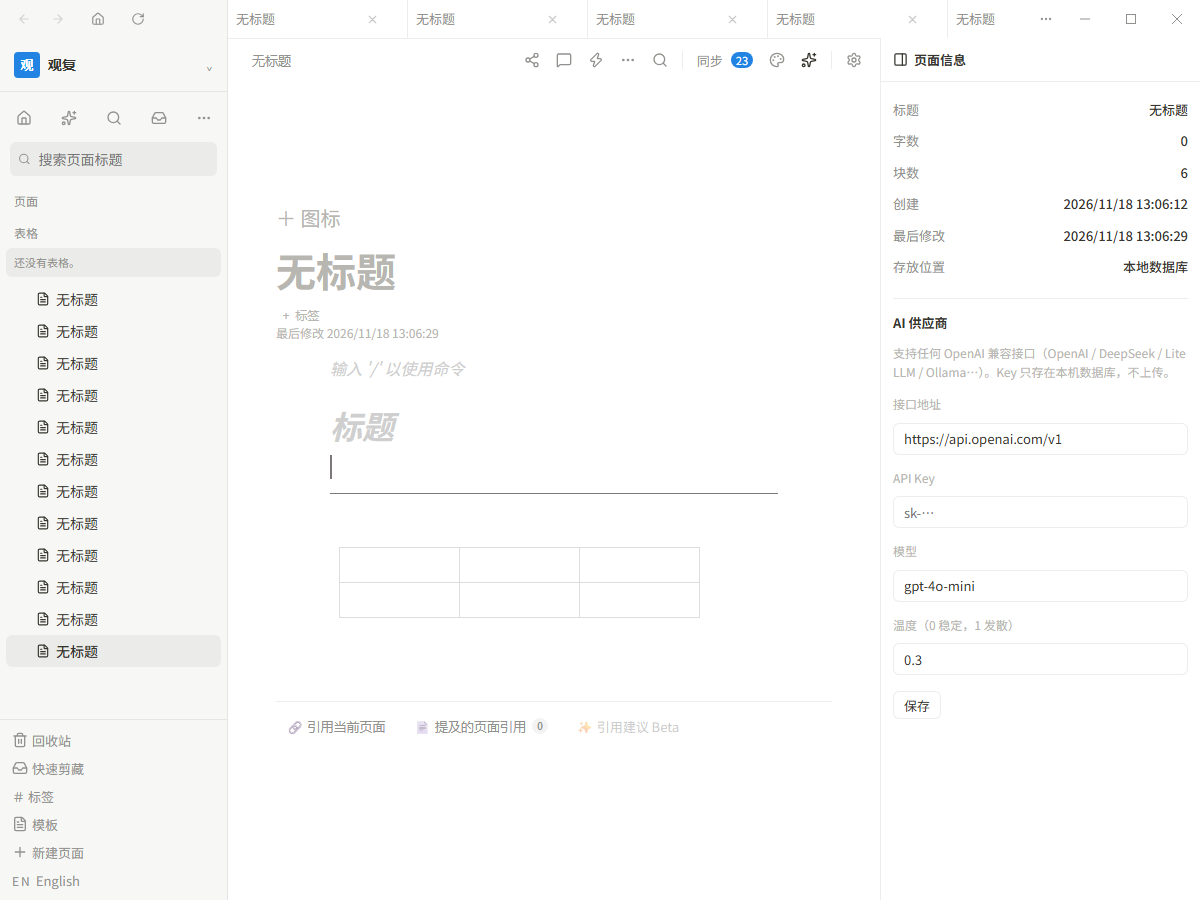 无标题
无标题
无标题
无标题
无标题
观 观复
搜索页面标题
页面
表格
还没有表格。
无标题
无标题
无标题
无标题
无标题
无标题
无标题
无标题
无标题
无标题
无标题
无标题
回收站
快速剪藏
# 标签
模板
新建页面
EN English
无标题
同步 23
图标
无标题
+ 标签
最后修改 2026/11/18 13:06:29
输入 '/' 以使用命令
标题
引用当前页面
提及的页面引用 0
引用建议 Beta
页面信息
标题 无标题
字数 0
块数 6
创建 2026/11/18 13:06:12
最后修改 2026/11/18 13:06:29
存放位置 本地数据库
AI 供应商
支持任何 OpenAI 兼容接口（OpenAI / DeepSeek / Lite
LLM / Ollama…）。Key 只存在本机数据库，不上传。
接口地址
https://api.openai.com/v1
API Key
sk-…
模型
gpt-4o-mini
温度（0 稳定，1 发散）
0.3
保存